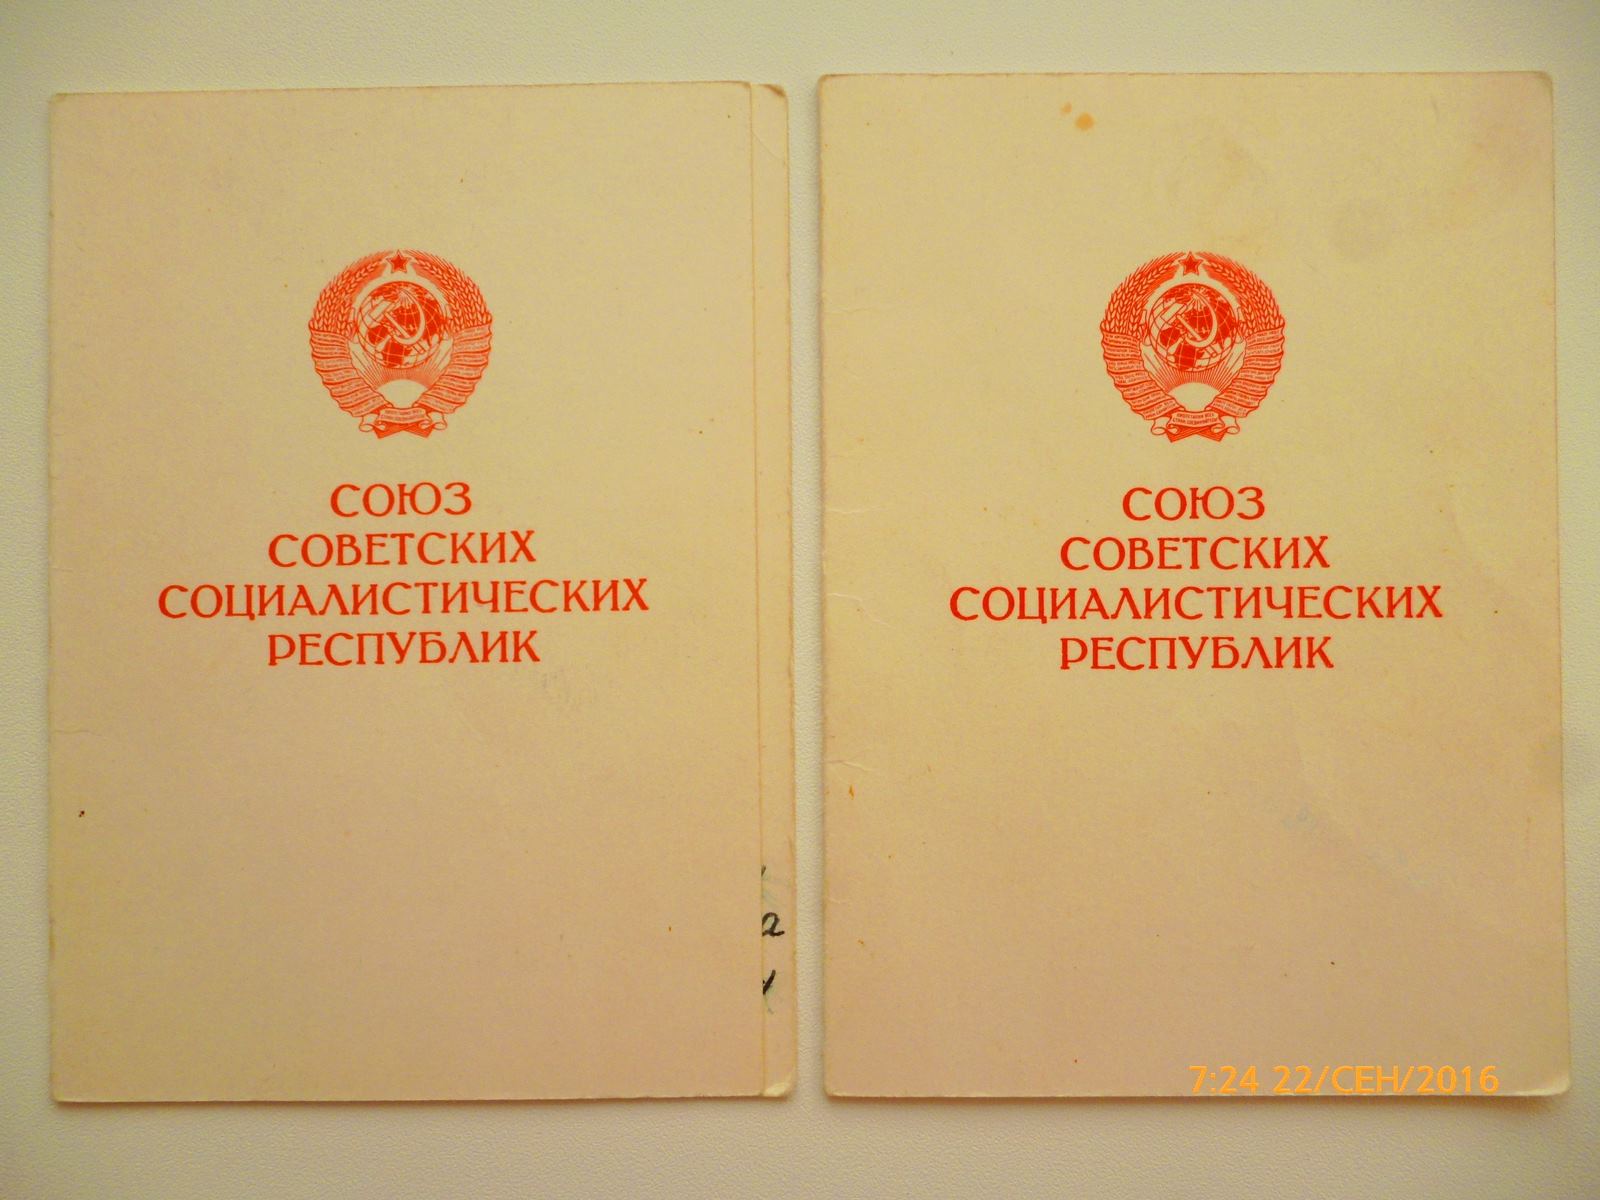 СОЮЗ
СОВЕТСКИХ
СОЦИАЛИСТИЧЕСКИХ
РЕСПУБЛИК
а
СОЮЗ
СОВЕТСКИХ
СОЦИАЛИСТИЧЕСКИХ
РЕСПУБЛИК
7:24 22/СЕН/2016